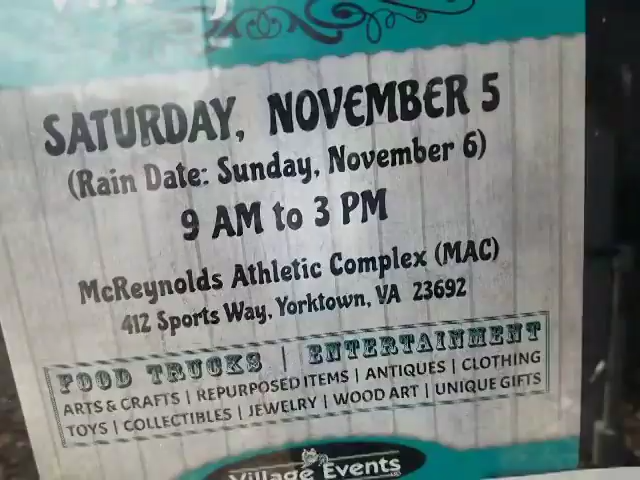 SATURDAY, NOVEMBER 5
(Rain Date: Sunday, November 6)
9 AM to 3 PM
McReynolds Athletic Complex (MAC)
412 Sports Way, Yorktown, VA 23692
FOOD TRUCKS | ENTERTAINMENT
ARTS & CRAFTS | REPURPOSED ITEMS | ANTIQUES | CLOTHING
TOYS | COLLECTIBLES | JEWELRY | WOOD ART | UNIQUE GIFTS
Village Events